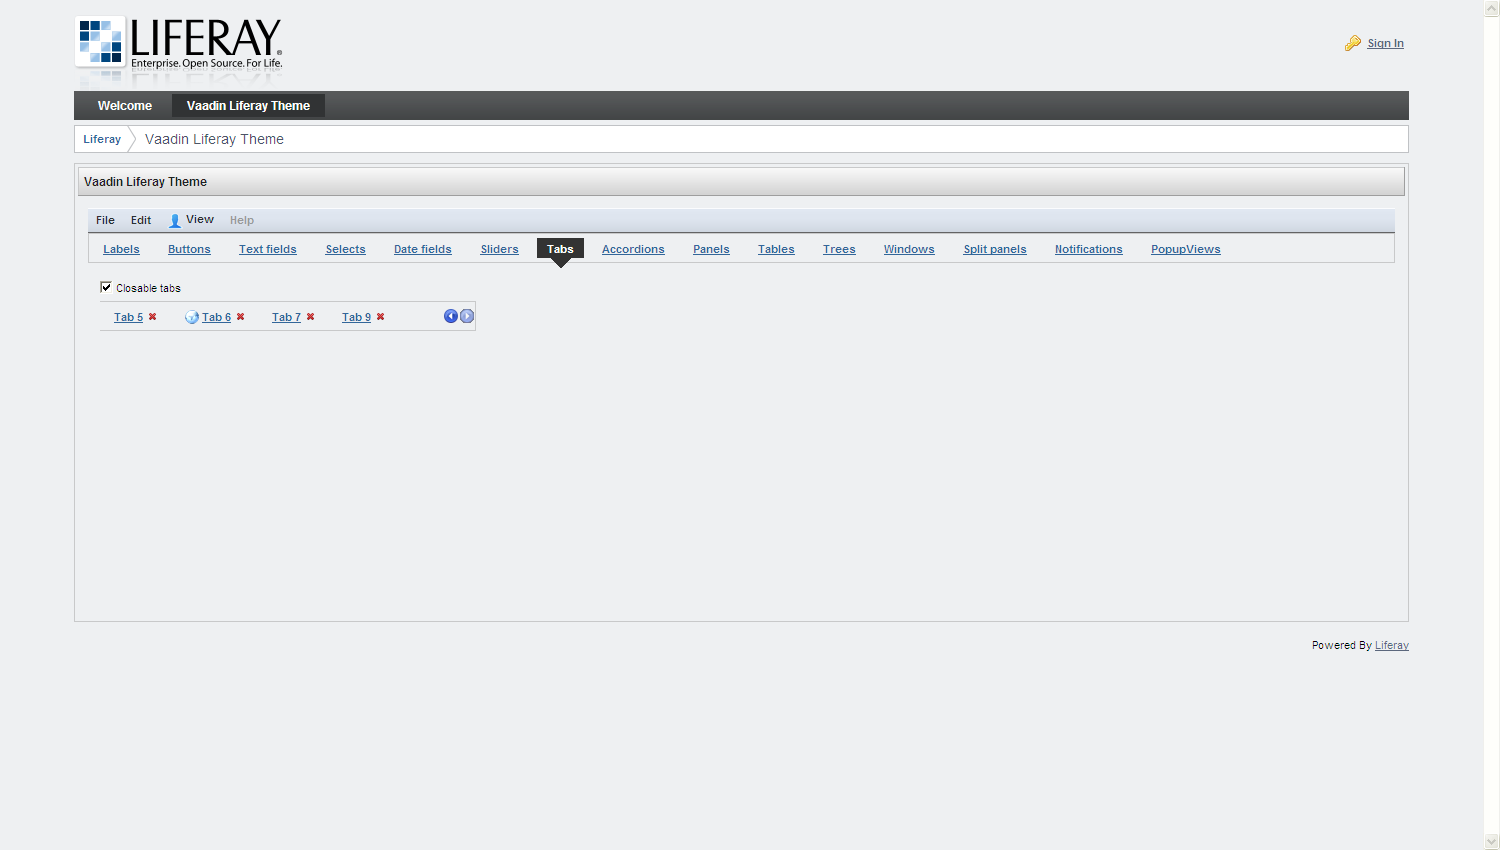 LIFERAY®
Enterprise. Open Source. For Life.
Sign In
Welcome Vaadin Liferay Theme
Liferay Vaadin Liferay Theme
Vaadin Liferay Theme
File Edit View Help
Labels Buttons Text fields Selects Date fields Sliders Tabs Accordions Panels Tables Trees Windows Split panels Notifications PopupViews
Closable tabs
Tab 5 Tab 6 Tab 7 Tab 9
Powered By Liferay